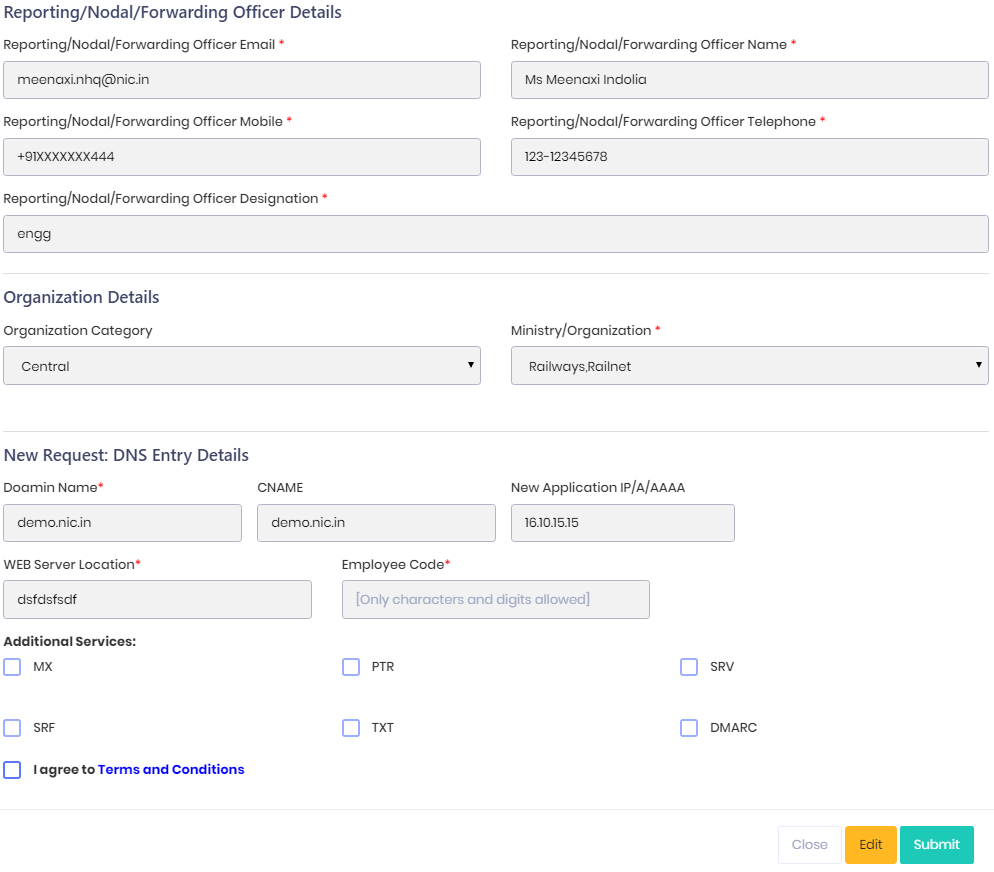 Reporting/Nodal/Forwarding Officer Details
Reporting/Nodal/Forwarding Officer Email * Reporting/Nodal/Forwarding Officer Name *
meenaxi.nhq@nic.in Ms Meenaxi Indolia
Reporting/Nodal/Forwarding Officer Mobile * Reporting/Nodal/Forwarding Officer Telephone *
+91XXXXXXX444 123-12345678
Reporting/Nodal/Forwarding Officer Designation *
engg
Organization Details
Organization Category Ministry/Organization *
Central Railways,Railnet
New Request: DNS Entry Details
Doamin Name* CNAME New Application IP/A/AAAA
demo.nic.in demo.nic.in 16.10.15.15
WEB Server Location* Employee Code*
dsfdsfsdf [Only characters and digits allowed]
Additional Services:
MX PTR SRV
SRF TXT DMARC
I agree to Terms and Conditions
Close Edit Submit